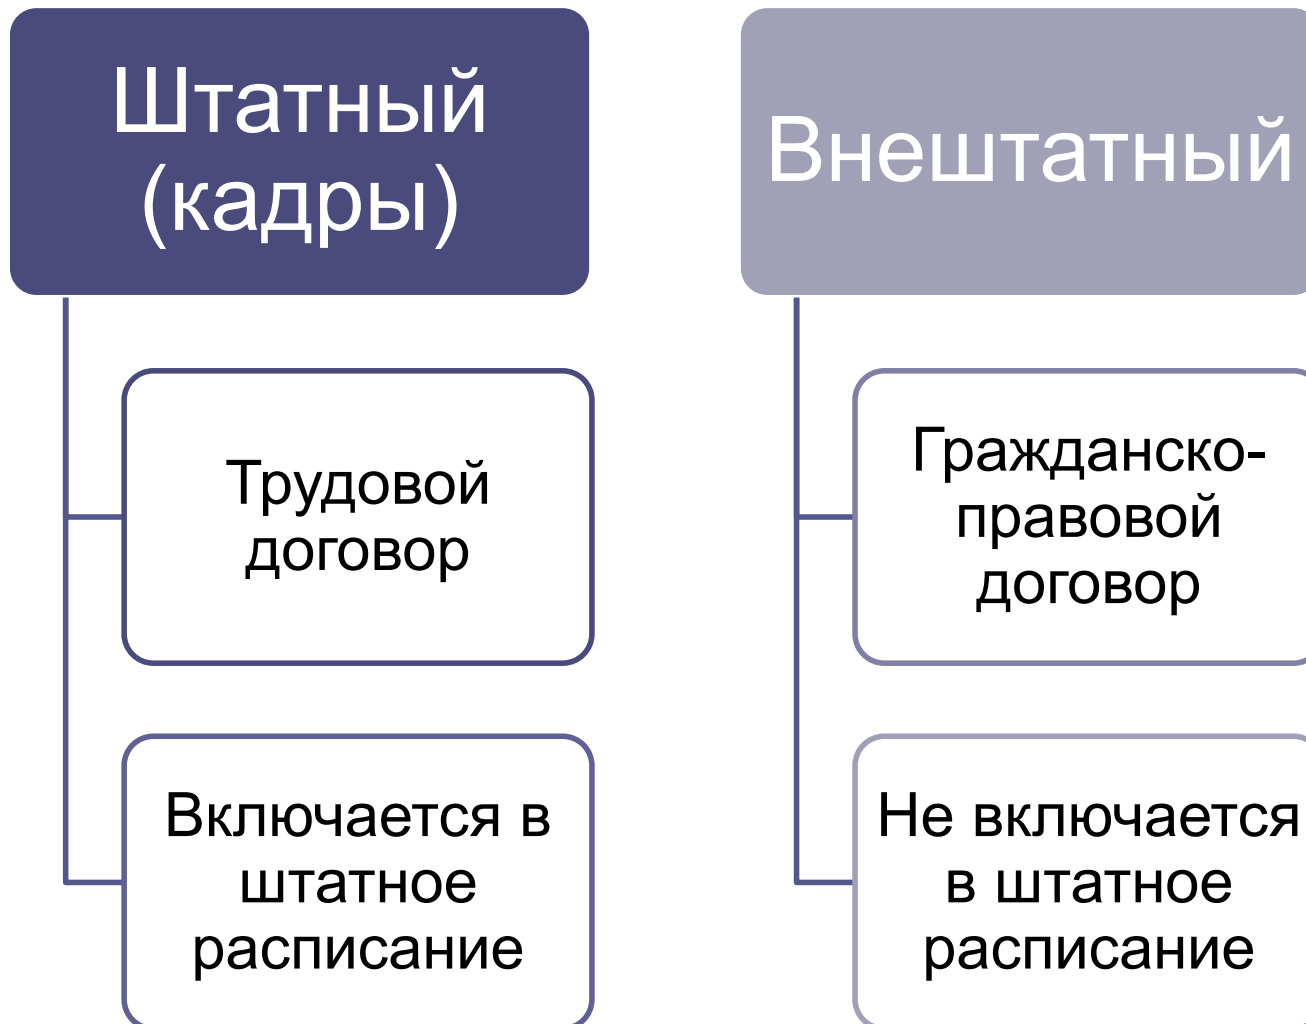 Штатный
(кадры)
Трудовой
договор
Включается в
штатное
расписание
Внештатный
Гражданско-
правовой
договор
Не включается
в штатное
расписание